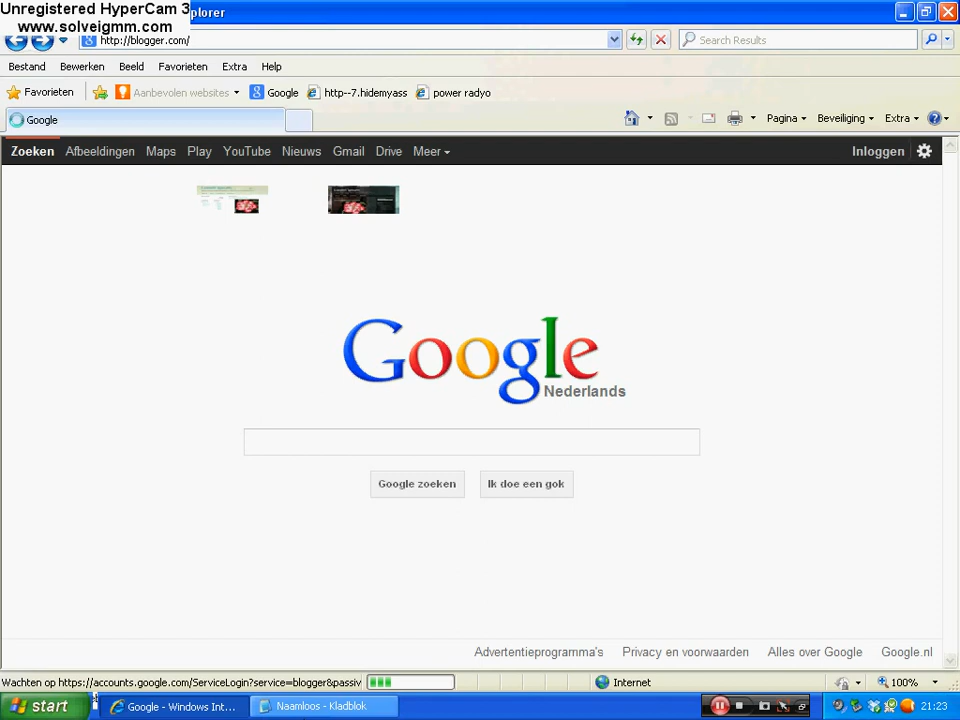 Unregistered HyperCam 3
www.solveigmm.com
plorer
http://blogger.com/
Search Results
Bestand Bewerken Beeld Favorieten Extra Help
Favorieten Aanbevolen websites Google http--7.hidemyass power radyo
Google
Pagina Beveiliging Extra
Zoeken Afbeeldingen Maps Play YouTube Nieuws Gmail Drive Meer Inloggen
Google
Nederlands
Google zoeken Ik doe een gok
Advertentieprogramma's Privacy en voorwaarden Alles over Google Google.nl
Wachten op https://accounts.google.com/ServiceLogin?service=blogger&passiv Internet 100%
start Google - Windows Int... Naamloos - Kladblok 21:23